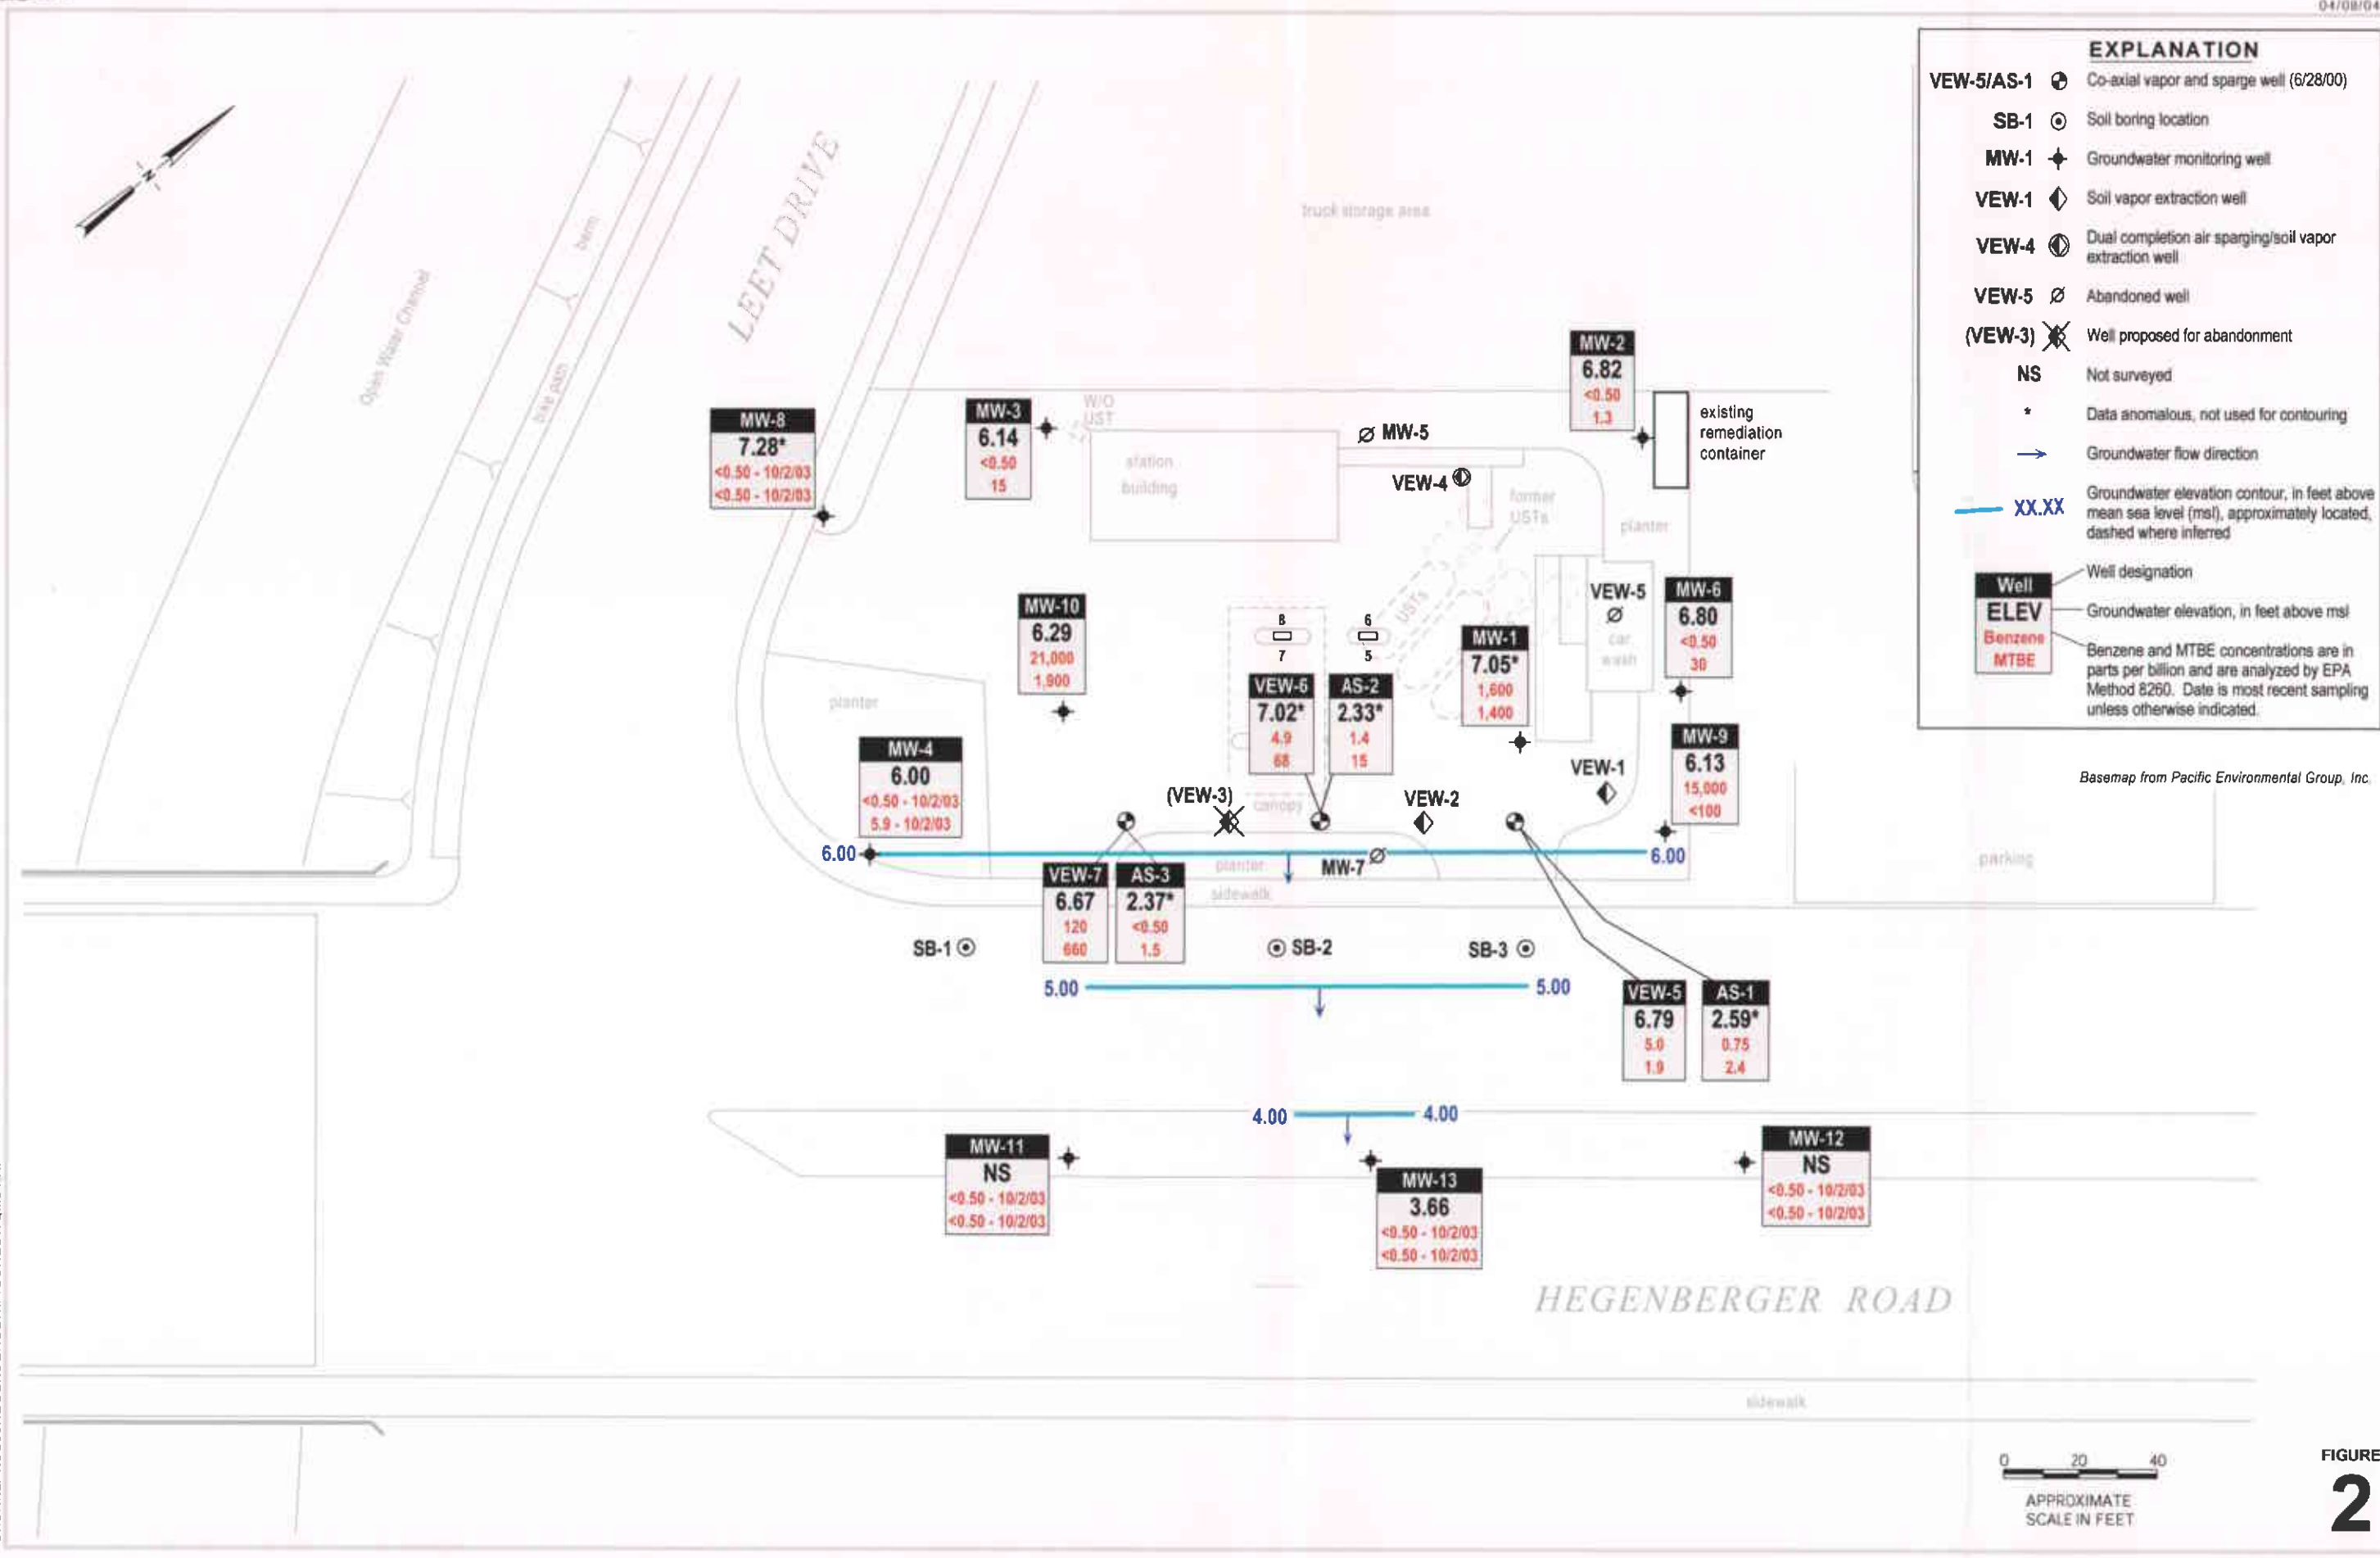 04/08/04
EXPLANATION
VEW-5/AS-1 Co-axial vapor and sparge well (6/28/00)
SB-1 Soil boring location
MW-1 Groundwater monitoring well
VEW-1 Soil vapor extraction well
VEW-4 Dual completion air sparging/soil vapor
extraction well
VEW-5 Abandoned well
(VEW-3) Well proposed for abandonment
NS Not surveyed
* Data anomalous, not used for contouring
Groundwater flow direction
XX.XX Groundwater elevation contour, in feet above
mean sea level (msl), approximately located,
dashed where inferred
Well
ELEV
Benzene
MTBE
Well designation
Groundwater elevation, in feet above msl
Benzene and MTBE concentrations are in
parts per billion and are analyzed by EPA
Method 8260. Date is most recent sampling
unless otherwise indicated.
Basemap from Pacific Environmental Group, Inc.
N
Open Water Channel
berm
bike path
LEET DRIVE
truck storage area
MW-8
7.28*
<0.50 - 10/2/03
<0.50 - 10/2/03
MW-3
6.14
<0.50
15
W/O
UST
station
building
MW-5
VEW-4
MW-2
6.82
<0.50
1.3
existing
remediation
container
former
USTs
planter
USTs
VEW-5
car
wash
MW-6
6.80
<0.50
30
MW-10
6.29
21,000
1,900
8
7
6
5
MW-1
7.05*
1,600
1,400
VEW-6
7.02*
4.9
68
AS-2
2.33*
1.4
15
planter
MW-4
6.00
<0.50 - 10/2/03
5.9 - 10/2/03
MW-9
6.13
15,000
<100
VEW-1
(VEW-3)
canopy
VEW-2
6.00
6.00
planter
MW-7
sidewalk
parking
VEW-7
6.67
120
660
AS-3
2.37*
<0.50
1.5
SB-1
SB-2
SB-3
5.00
5.00
VEW-5
6.79
5.0
1.9
AS-1
2.59*
0.75
2.4
4.00
4.00
MW-11
NS
<0.50 - 10/2/03
<0.50 - 10/2/03
MW-13
3.66
<0.50 - 10/2/03
<0.50 - 10/2/03
MW-12
NS
<0.50 - 10/2/03
<0.50 - 10/2/03
HEGENBERGER ROAD
sidewalk
0 20 40
APPROXIMATE
SCALE IN FEET
FIGURE
2